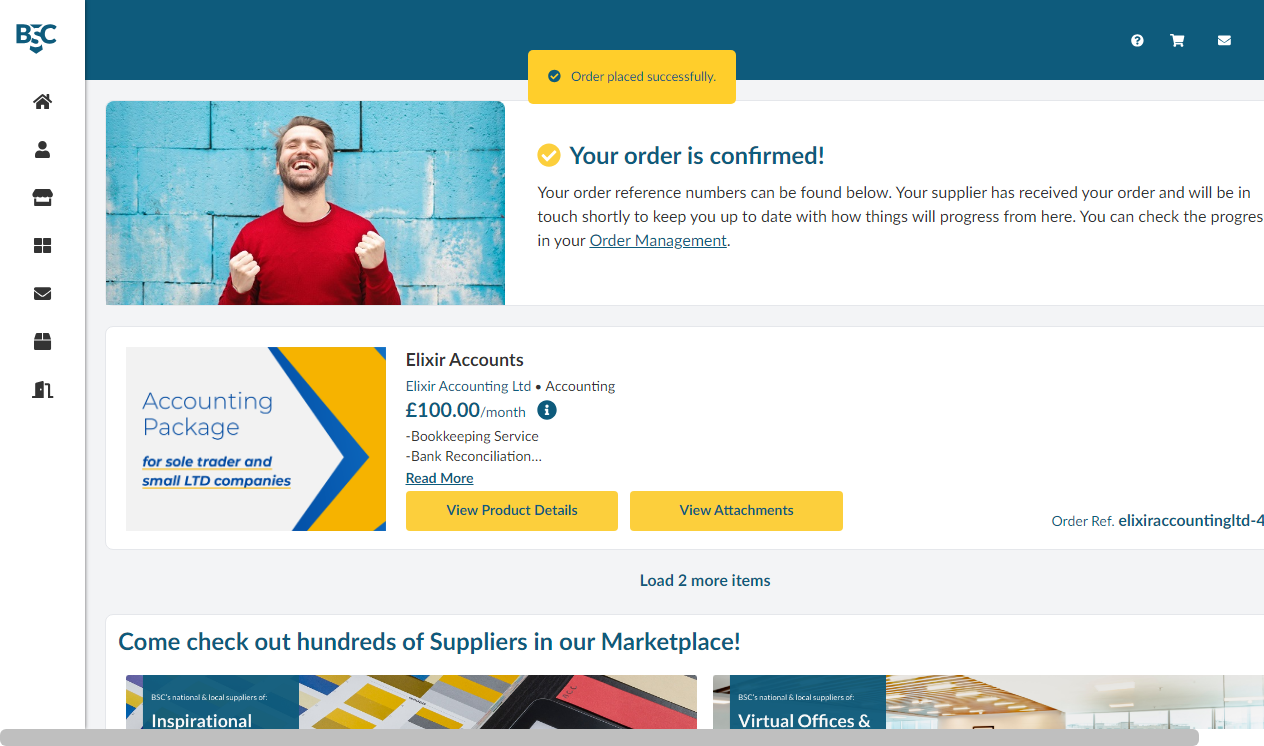 BSC
Order placed successfully.
Your order is confirmed!
Your order reference numbers can be found below. Your supplier has received your order and will be in
touch shortly to keep you up to date with how things will progress from here. You can check the progres
in your Order Management.
Accounting
Package
for sole trader and
small LTD companies
Elixir Accounts
Elixir Accounting Ltd • Accounting
£100.00/month
-Bookkeeping Service
-Bank Reconciliation...
Read More
View Product Details
View Attachments
Order Ref. elixiraccountingltd-4
Load 2 more items
Come check out hundreds of Suppliers in our Marketplace!
BSC's national & local suppliers of:
Inspirational
BSC's national & local suppliers of:
Virtual Offices &